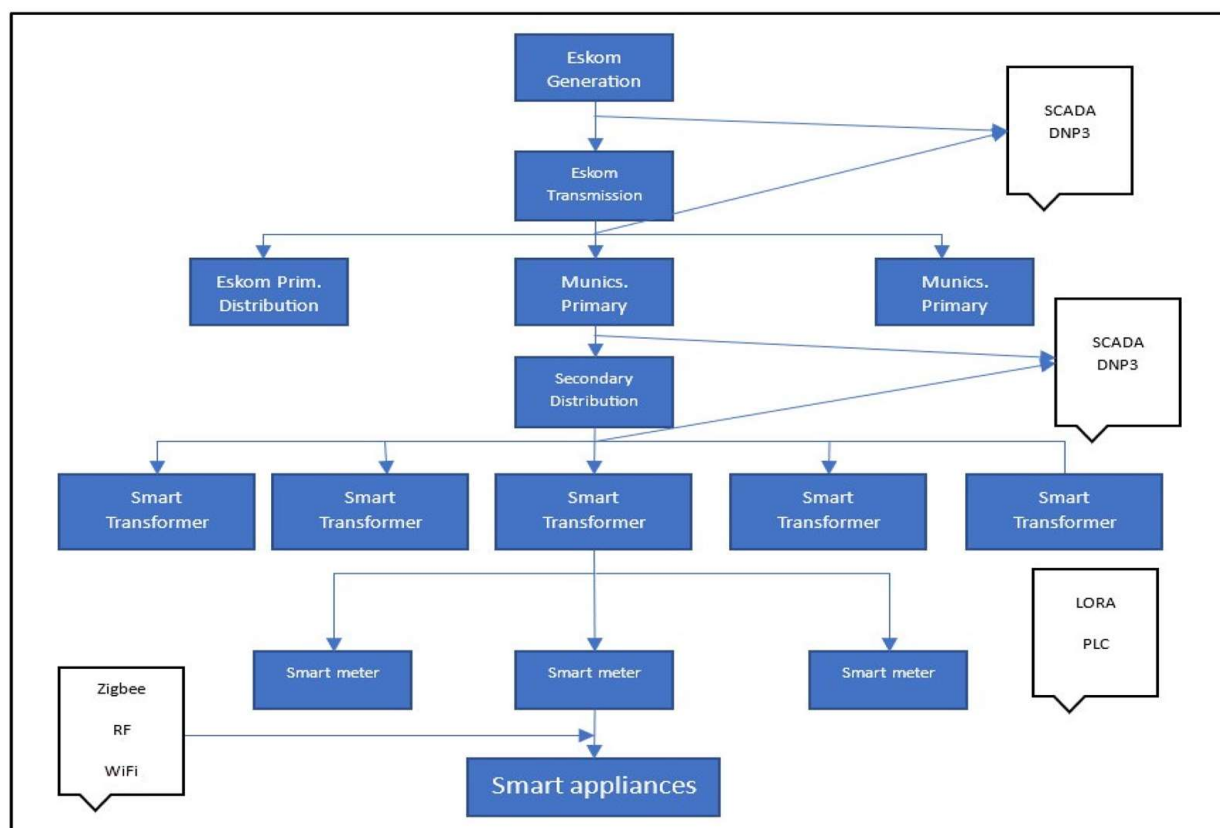 Eskom
Generation
SCADA
DNP3
Eskom
Transmission
Eskom Prim.
Distribution
Munics.
Primary
Munics.
Primary
SCADA
DNP3
Secondary
Distribution
Smart
Transformer
Smart
Transformer
Smart
Transformer
Smart
Transformer
Smart
Transformer
LORA
PLC
Smart meter
Smart meter
Smart meter
Zigbee
RF
WiFi
Smart appliances